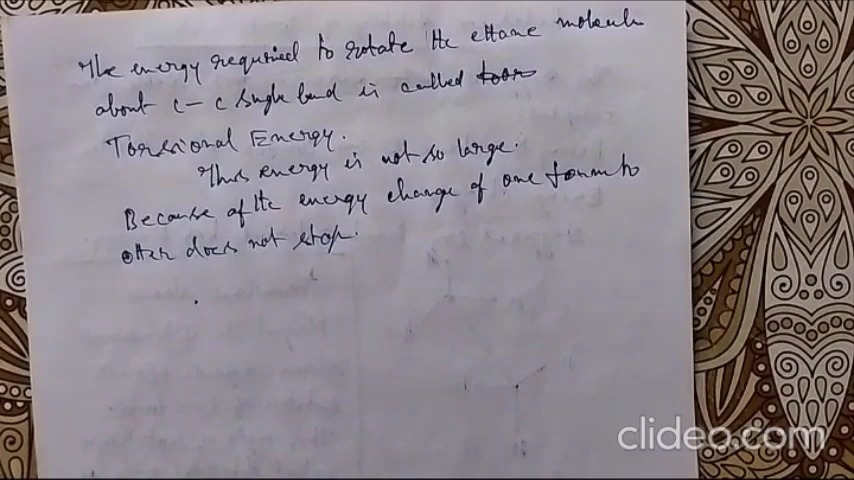 The energy required to rotate the ethane molecule
about C-C single bond is called
Torsional Energy.
This energy is not so large.
Because of the energy change of one form to
other does not stop.
clideo.com